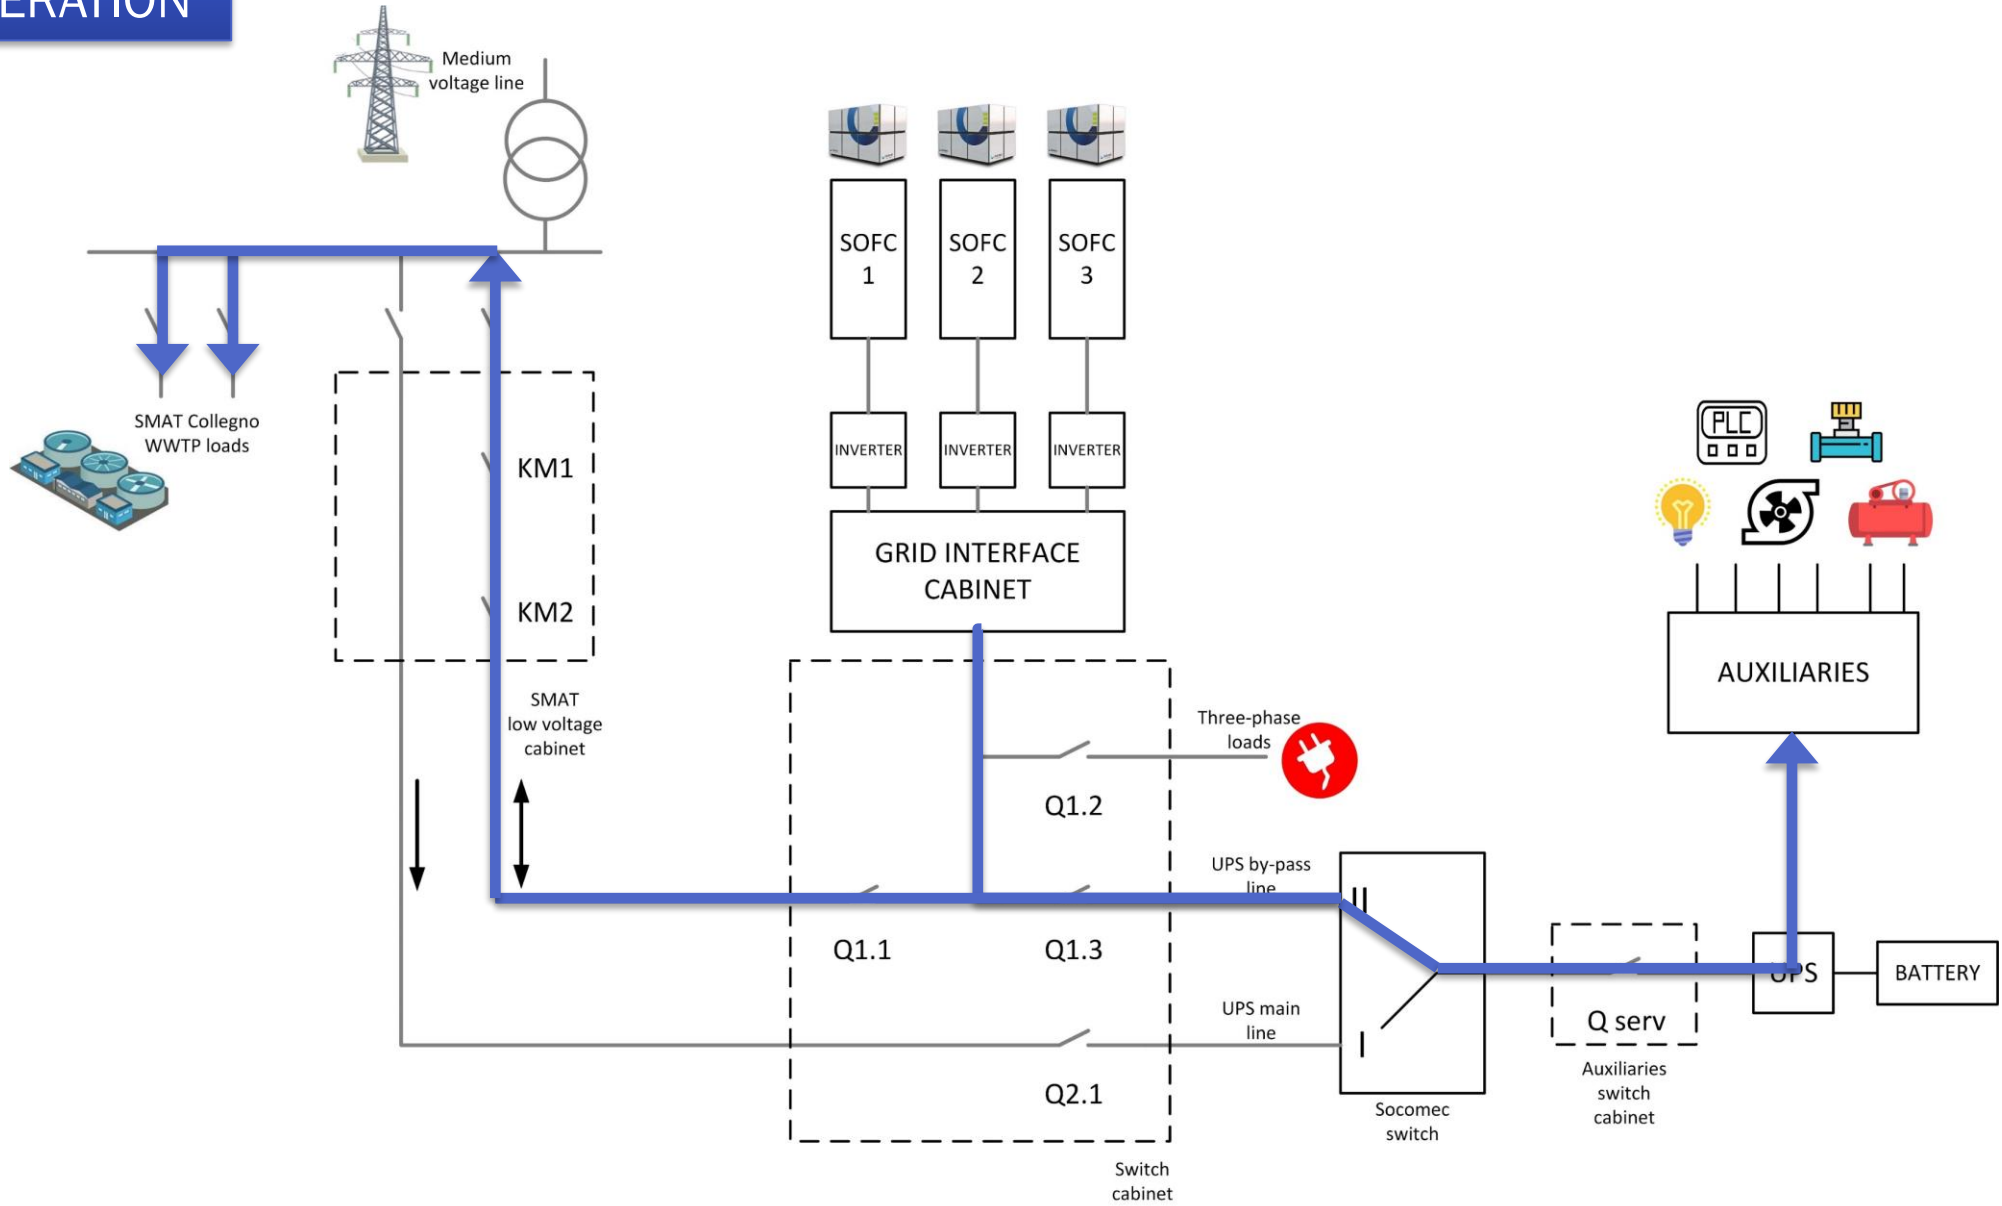 ERATION
Medium
voltage line
SOFC
1
SOFC
2
SOFC
3
SMAT Collegno
WWTP loads
KM1
KM2
INVERTER
INVERTER
INVERTER
GRID INTERFACE
CABINET
PLC
AUXILIARIES
SMAT
low voltage
cabinet
Three-phase
loads
Q1.2
UPS by-pass
line
II
Q1.1
Q1.3
UPS main
line
I
Q2.1
Socomec
switch
Q serv
Auxiliaries
switch
cabinet
UPS
BATTERY
Switch
cabinet